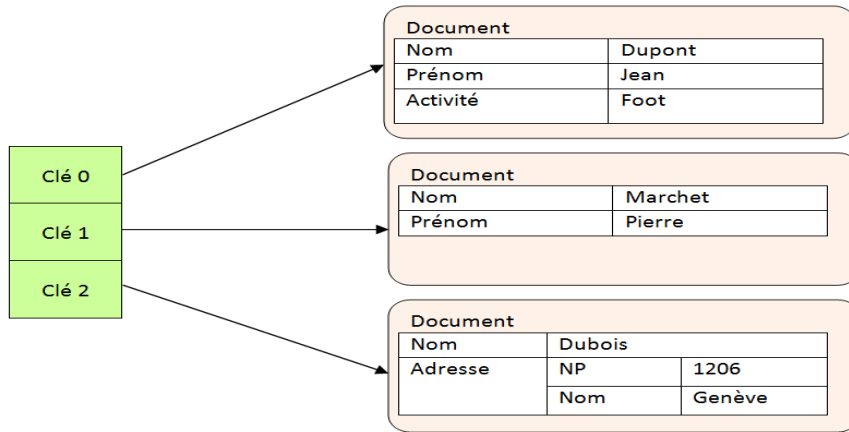 Document
Nom Dupont
Prénom Jean
Activité Foot
Clé 0
Document
Nom Marchet
Prénom Pierre
Clé 1
Clé 2
Document
Nom Dubois
Adresse NP 1206
Nom Genève